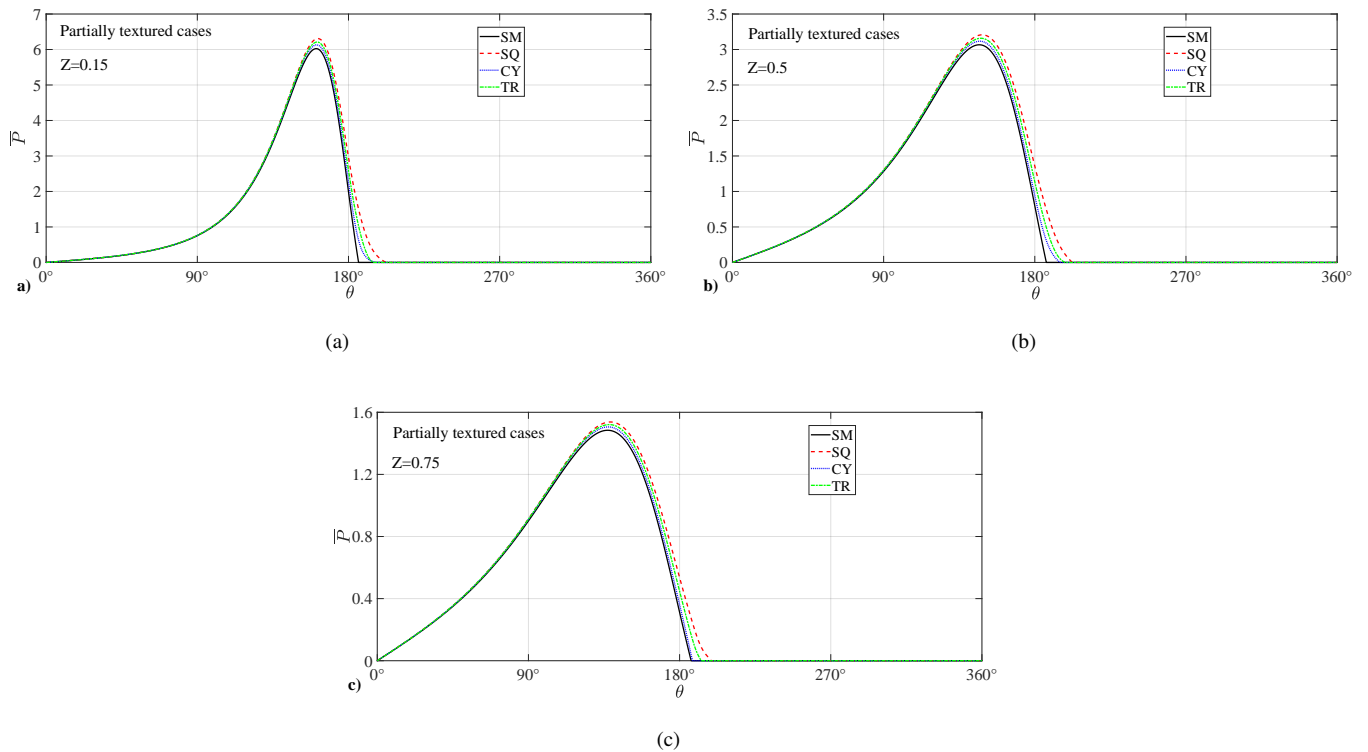 Partially textured cases
Z=0.15
SM
SQ
CY
TR
7
6
5
4
3
2
1
0
P̅
0° 90° 180° 270° 360°
θ
a)
(a)
Partially textured cases
Z=0.5
SM
SQ
CY
TR
3.5
3
2.5
2
1.5
1
0.5
0
P̅
0° 90° 180° 270° 360°
θ
b)
(b)
Partially textured cases
Z=0.75
SM
SQ
CY
TR
1.6
1.2
0.8
0.4
0
P̅
0° 90° 180° 270° 360°
θ
c)
(c)